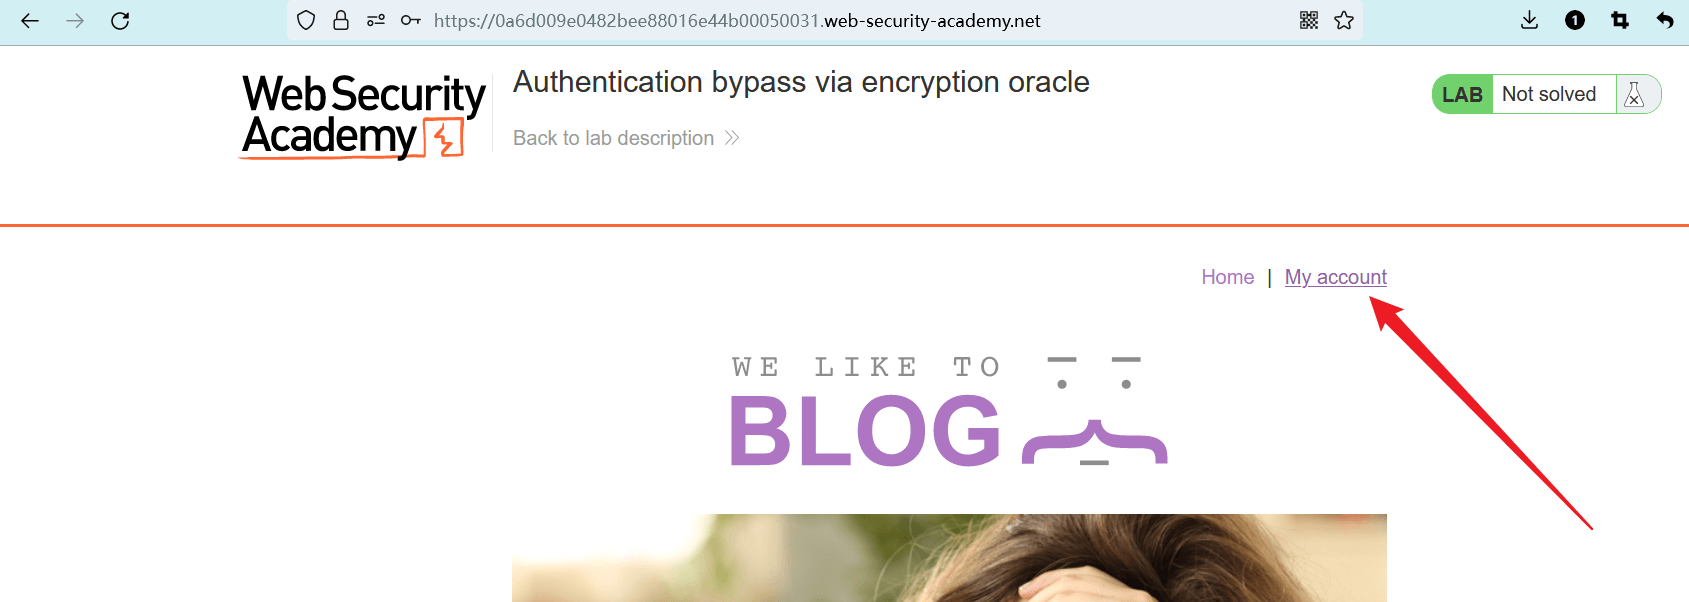 https://0a6d009e0482bee88016e44b00050031.web-security-academy.net
1
Web Security
Academy
Authentication bypass via encryption oracle
Back to lab description
LAB Not solved
Home | My account
WE LIKE TO
BLOG